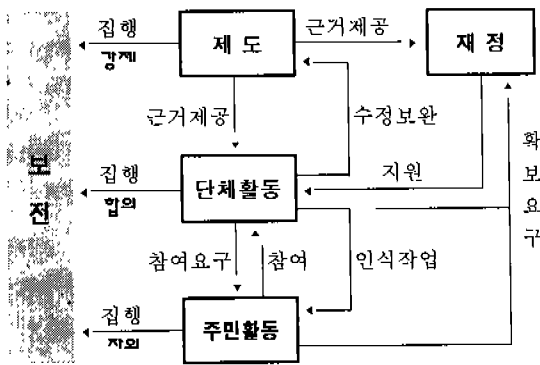 집행
강제
제도
근거제공
재정
근거제공
수정보완
확보요구
보전
집행
합의
단체활동
지원
참여요구
참여
인식작업
집행
자의
주민활동